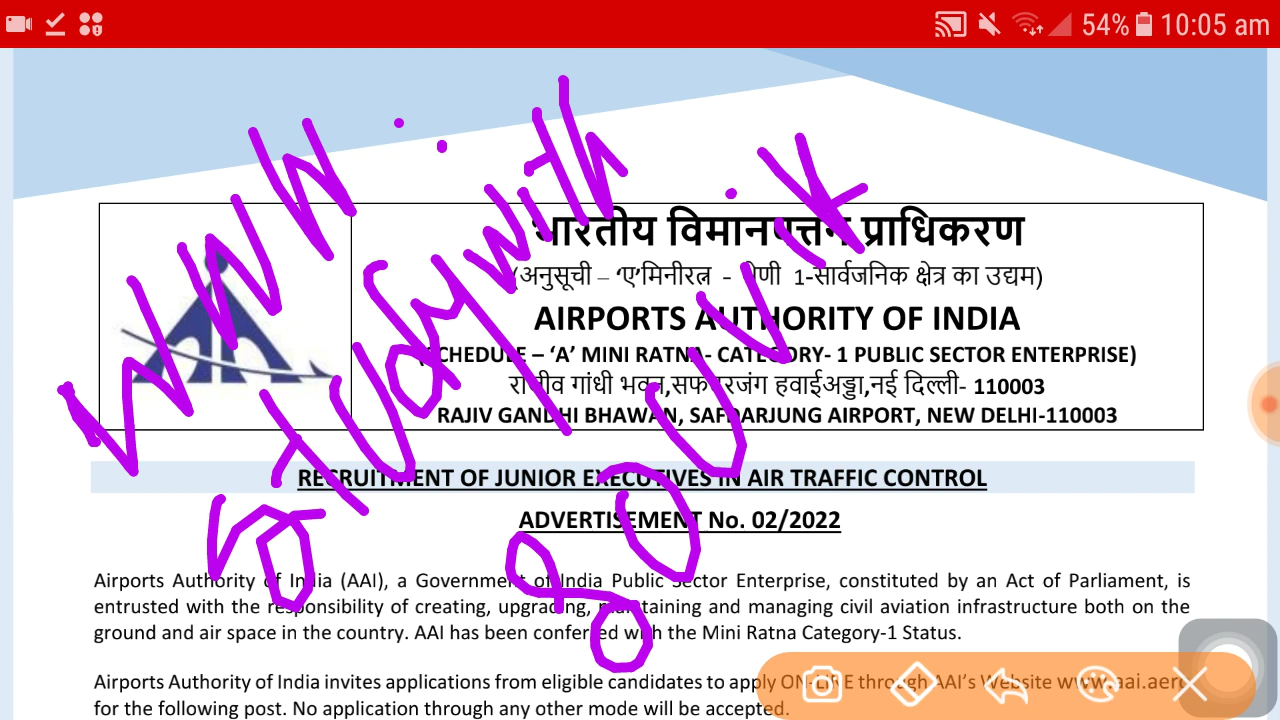 54% 10:05 am
भारतीय विमानपत्तन प्राधिकरण
(अनुसूची – ‘ए’मिनीरत्न - श्रेणी 1-सार्वजनिक क्षेत्र का उद्यम)
AIRPORTS AUTHORITY OF INDIA
(SCHEDULE – ‘A’ MINI RATNA- CATEGORY- 1 PUBLIC SECTOR ENTERPRISE)
राजीव गांधी भवन,सफदरजंग हवाईअड्डा,नई दिल्ली- 110003
RAJIV GANDHI BHAWAN, SAFDARJUNG AIRPORT, NEW DELHI-110003
RECRUITMENT OF JUNIOR EXECUTIVES IN AIR TRAFFIC CONTROL
ADVERTISEMENT No. 02/2022
Airports Authority of India (AAI), a Government of India Public Sector Enterprise, constituted by an Act of Parliament, is
entrusted with the responsibility of creating, upgrading, maintaining and managing civil aviation infrastructure both on the
ground and air space in the country. AAI has been conferred with the Mini Ratna Category-1 Status.
Airports Authority of India invites applications from eligible candidates to apply ON-LINE through AAI’s Website www.aai.aero
for the following post. No application through any other mode will be accepted.
WWW.
STUDYwith
SOUViK